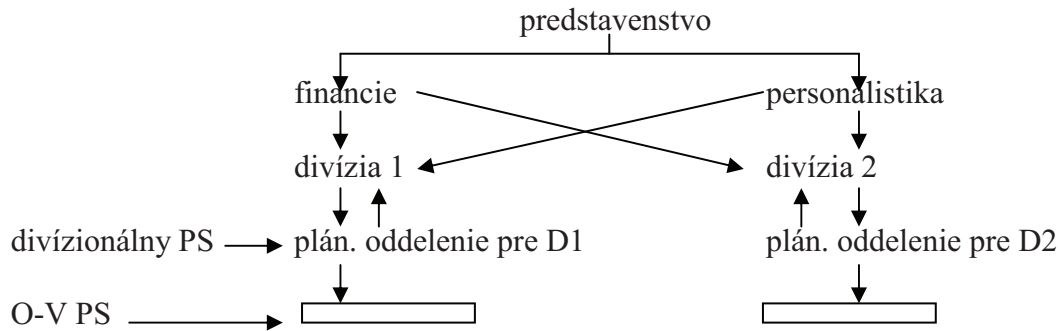 predstavenstvo
financie personalistika
divízia 1 divízia 2
divízionálny PS plán. oddelenie pre D1 plán. oddelenie pre D2
O-V PS